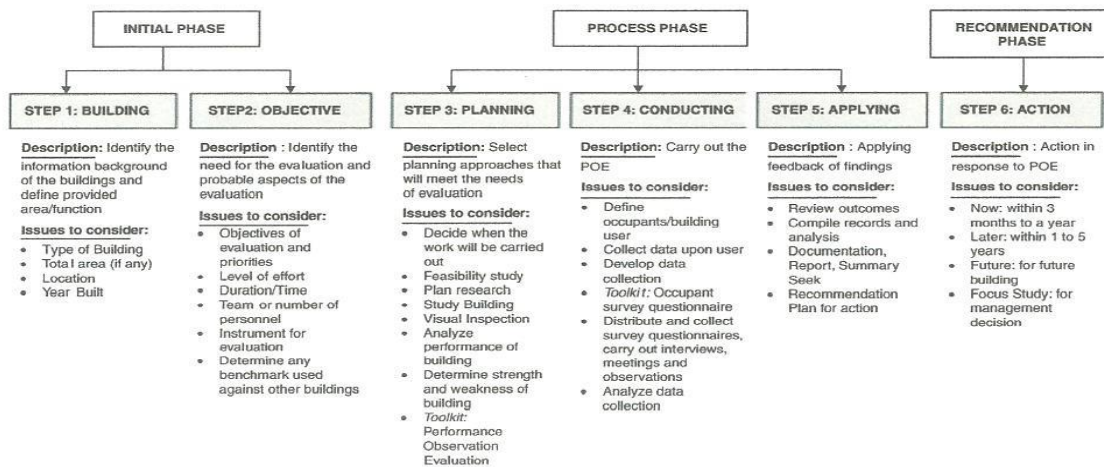 INITIAL PHASE
PROCESS PHASE
RECOMMENDATION
PHASE
STEP 1: BUILDING
Description: Identify the
information background
of the buildings and
define provided
area/function
Issues to consider:
• Type of Building
• Total area (if any)
• Location
• Year Built
STEP2: OBJECTIVE
Description : Identify the
need for the evaluation and
probable aspects of the
evaluation
Issues to consider:
• Objectives of
evaluation and
priorities
• Level of effort
• Duration/Time
• Team or number of
personnel
• Instrument for
evaluation
• Determine any
benchmark used
against other buildings
STEP 3: PLANNING
Description: Select
planning approaches that
will meet the needs
of evaluation
Issues to consider:
• Decide when the
work will be carried
out
• Feasibility study
• Plan research
• Study Building
• Visual Inspection
• Analyze
performance of
building
• Determine strength
and weakness of
building
• Toolkit:
Performance
Observation
Evaluation
STEP 4: CONDUCTING
Description: Carry out the
POE
Issues to consider:
• Define
occupants/building
user
• Collect data upon user
• Develop data
collection
• Toolkit: Occupant
survey questionnaire
• Distribute and collect
survey questionnaires,
carry out interviews,
meetings and
observations
• Analyze data
collection
STEP 5: APPLYING
Description : Applying
feedback of findings
Issues to consider:
• Review outcomes
• Compile records and
analysis
• Documentation,
Report, Summary
Seek
• Recommendation
Plan for action
STEP 6: ACTION
Description : Action in
response to POE
Issues to consider:
• Now: within 3
months to a year
• Later: within 1 to 5
years
• Future: for future
building
• Focus Study: for
management
decision